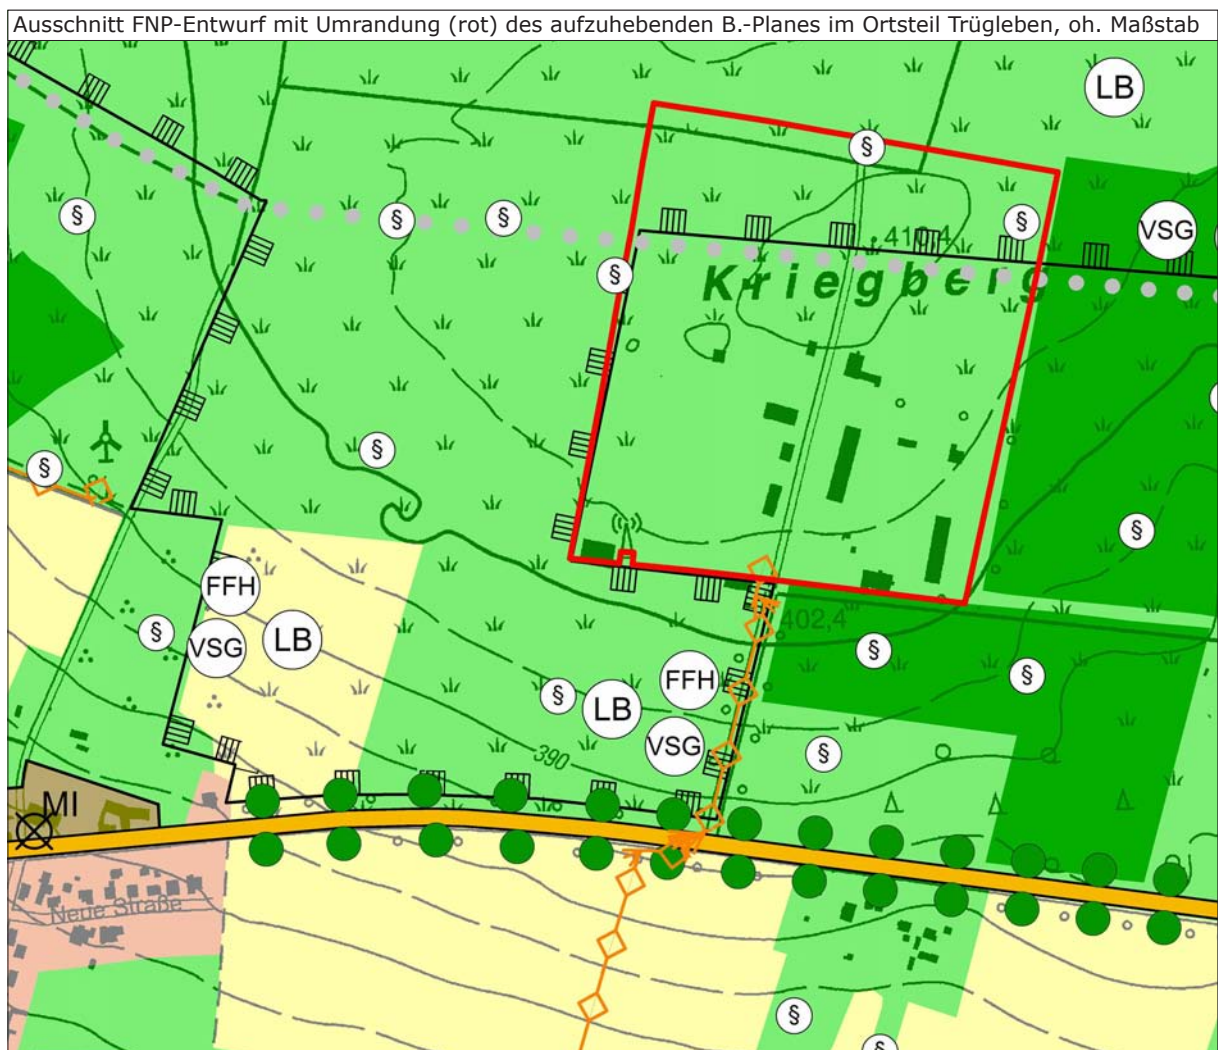 Ausschnitt FNP-Entwurf mit Umrandung (rot) des aufzuhebenden B.-Planes im Ortsteil Trügleben, oh. Maßstab
LB
§
§
§
§
§
VSG
410,4
§
Kriegberg
§
§
§
FFH
402,4
§
VSG
LB
§
FFH
§
§
LB
VSG
§
390
MI
Neue Straße
§
§